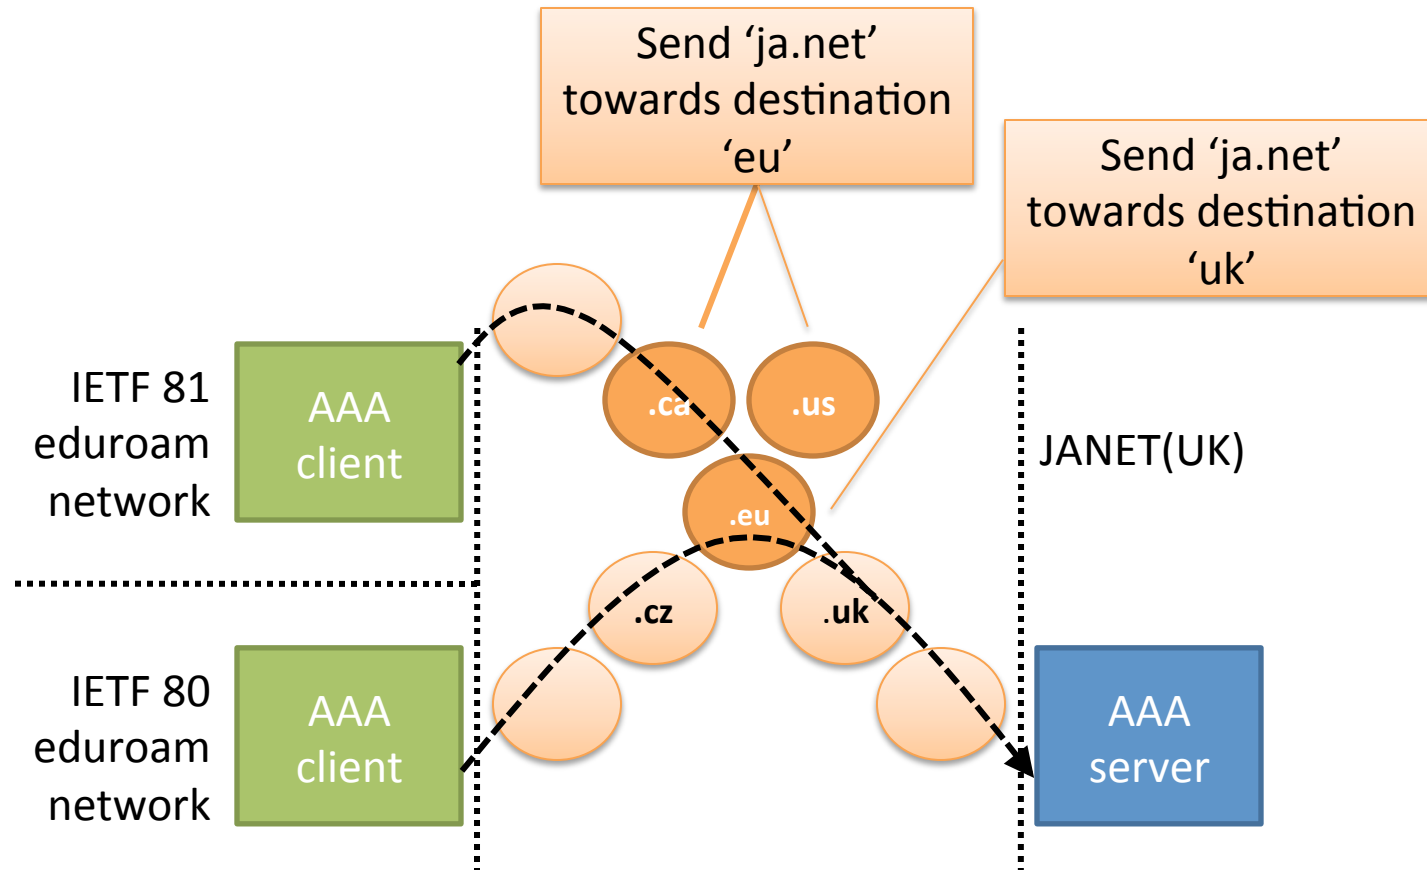 Send ‘ja.net’
towards destination
‘eu’
Send ‘ja.net’
towards destination
‘uk’
IETF 81
eduroam
network
AAA
client
.ca
.us
.eu
JANET(UK)
.cz
.uk
IETF 80
eduroam
network
AAA
client
AAA
server